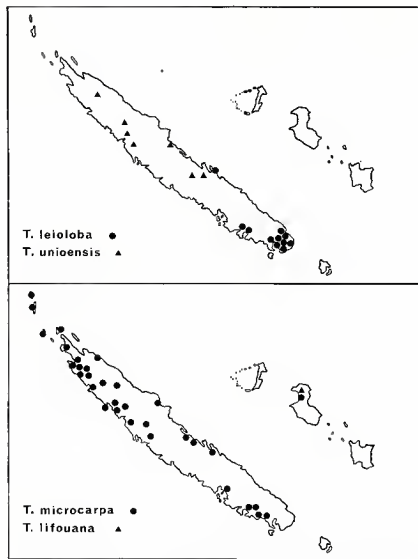 T. leioloba ●
T. unioensis ▲
T. microcarpa ●
T. lifouana ▲